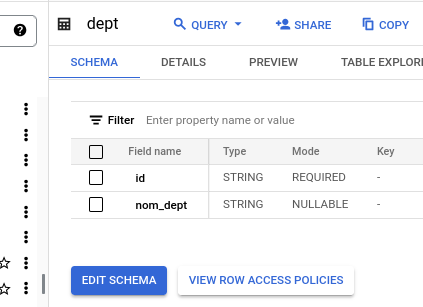 dept QUERY SHARE COPY
SCHEMA DETAILS PREVIEW TABLE EXPLOR
Filter Enter property name or value
Field name Type Mode Key
id STRING REQUIRED -
nom_dept STRING NULLABLE -
EDIT SCHEMA VIEW ROW ACCESS POLICIES